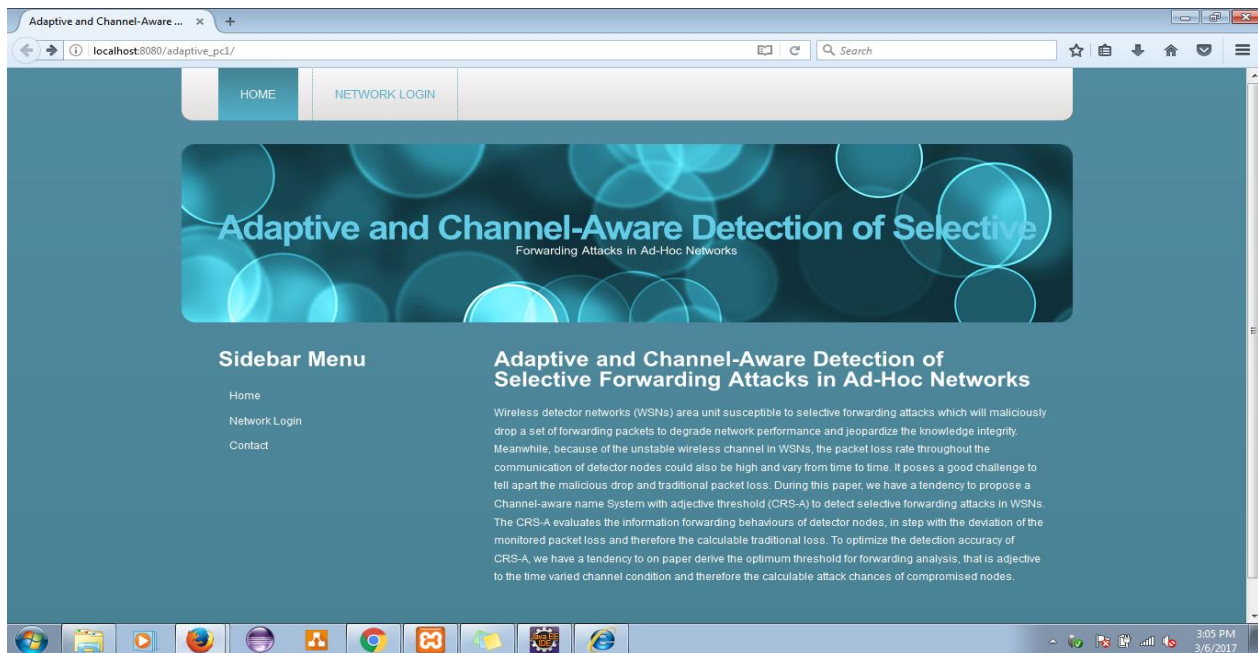 Adaptive and Channel-Aware ...
localhost:8080/adaptive_pc1/
Search
HOME
NETWORK LOGIN
Adaptive and Channel-Aware Detection of Selective
Forwarding Attacks in Ad-Hoc Networks
Sidebar Menu
Home
Network Login
Contact
Adaptive and Channel-Aware Detection of
Selective Forwarding Attacks in Ad-Hoc Networks
Wireless detector networks (WSNs) area unit susceptible to selective forwarding attacks which will maliciously
drop a set of forwarding packets to degrade network performance and jeopardize the knowledge integrity.
Meanwhile, because of the unstable wireless channel in WSNs, the packet loss rate throughout the
communication of detector nodes could also be high and vary from time to time. It poses a good challenge to
tell apart the malicious drop and traditional packet loss. During this paper, we have a tendency to propose a
Channel-aware name System with adjective threshold (CRS-A) to detect selective forwarding attacks in WSNs.
The CRS-A evaluates the information forwarding behaviours of detector nodes, in step with the deviation of the
monitored packet loss and therefore the calculable traditional loss. To optimize the detection accuracy of
CRS-A, we have a tendency to on paper derive the optimum threshold for forwarding analysis, that is adjective
to the time varied channel condition and therefore the calculable attack chances of compromised nodes.
Java EE
IDE
3:05 PM
3/6/2017